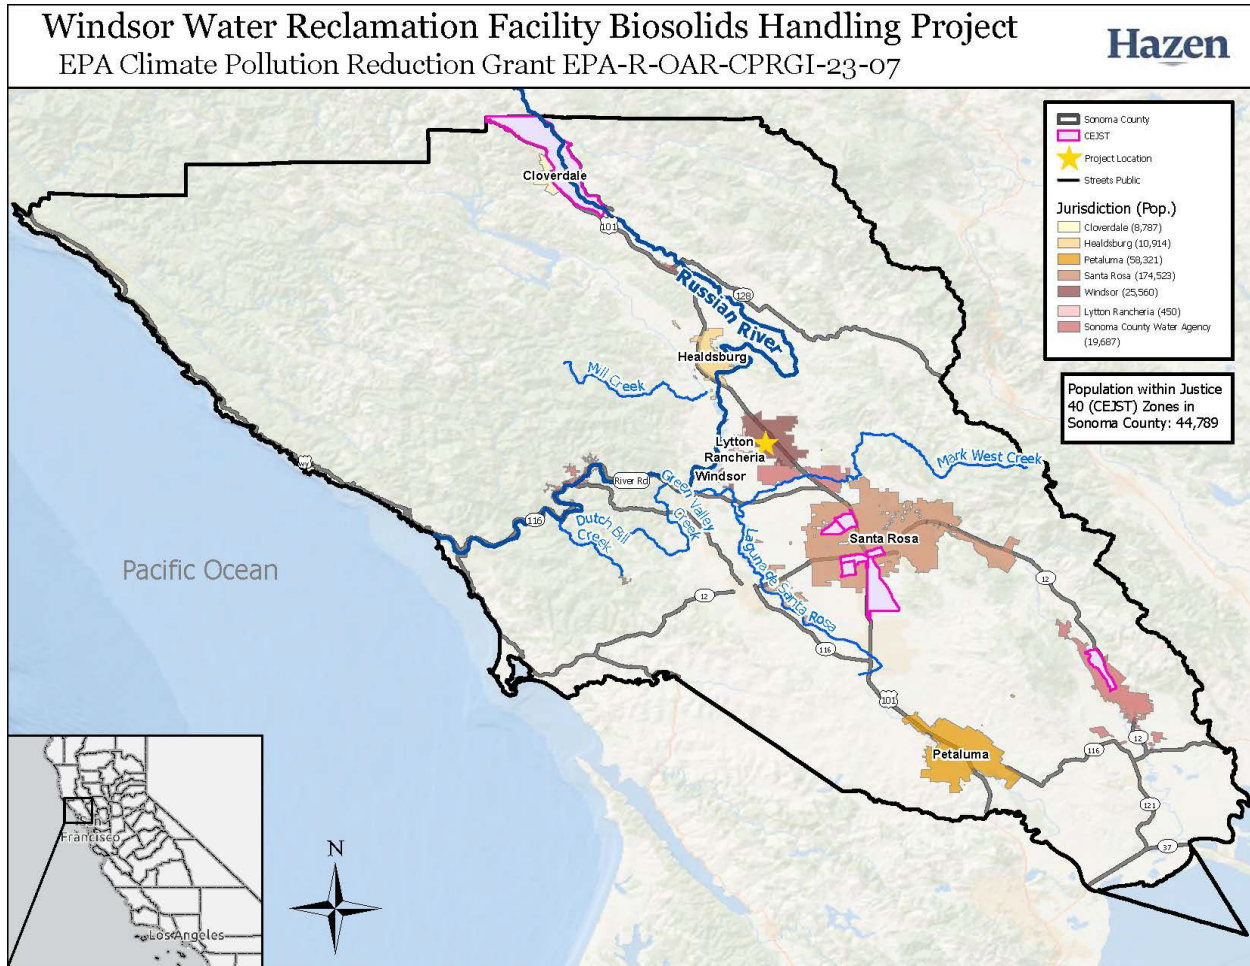 Windsor Water Reclamation Facility Biosolids Handling Project
EPA Climate Pollution Reduction Grant EPA-R-OAR-CPRGI-23-07
Hazen
Sonoma County
CEJST
Project Location
Streets Public
Jurisdiction (Pop.)
Cloverdale (8,787)
Healdsburg (10,914)
Petaluma (58,321)
Santa Rosa (174,523)
Windsor (25,560)
Lytton Rancheria (450)
Sonoma County Water Agency
(19,687)
Population within Justice
40 (CEJST) Zones in
Sonoma County: 44,789
Cloverdale
101
Russian River
128
Healdsburg
Mill Creek
Lytton
Rancheria
Windsor
Mark West Creek
River Rd
Green Valley
Creek
116
Dutch Bill
Creek
Santa Rosa
Laguna de Santa Rosa
Pacific Ocean
12
12
116
101
Petaluma
116
12
121
37
Francisco
Los Angeles
N